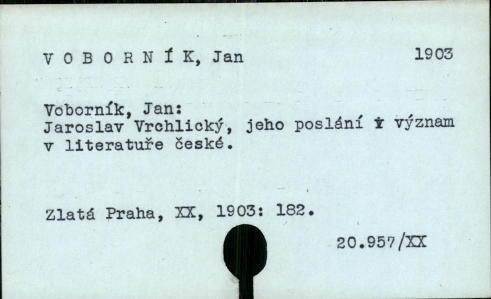 V O B O R N Í K, Jan 1903
Voborník, Jan:
Jaroslav Vrchlický, jeho poslání i význam
v literatuře české.
Zlatá Praha, XX, 1903: 182.
20.957/XX